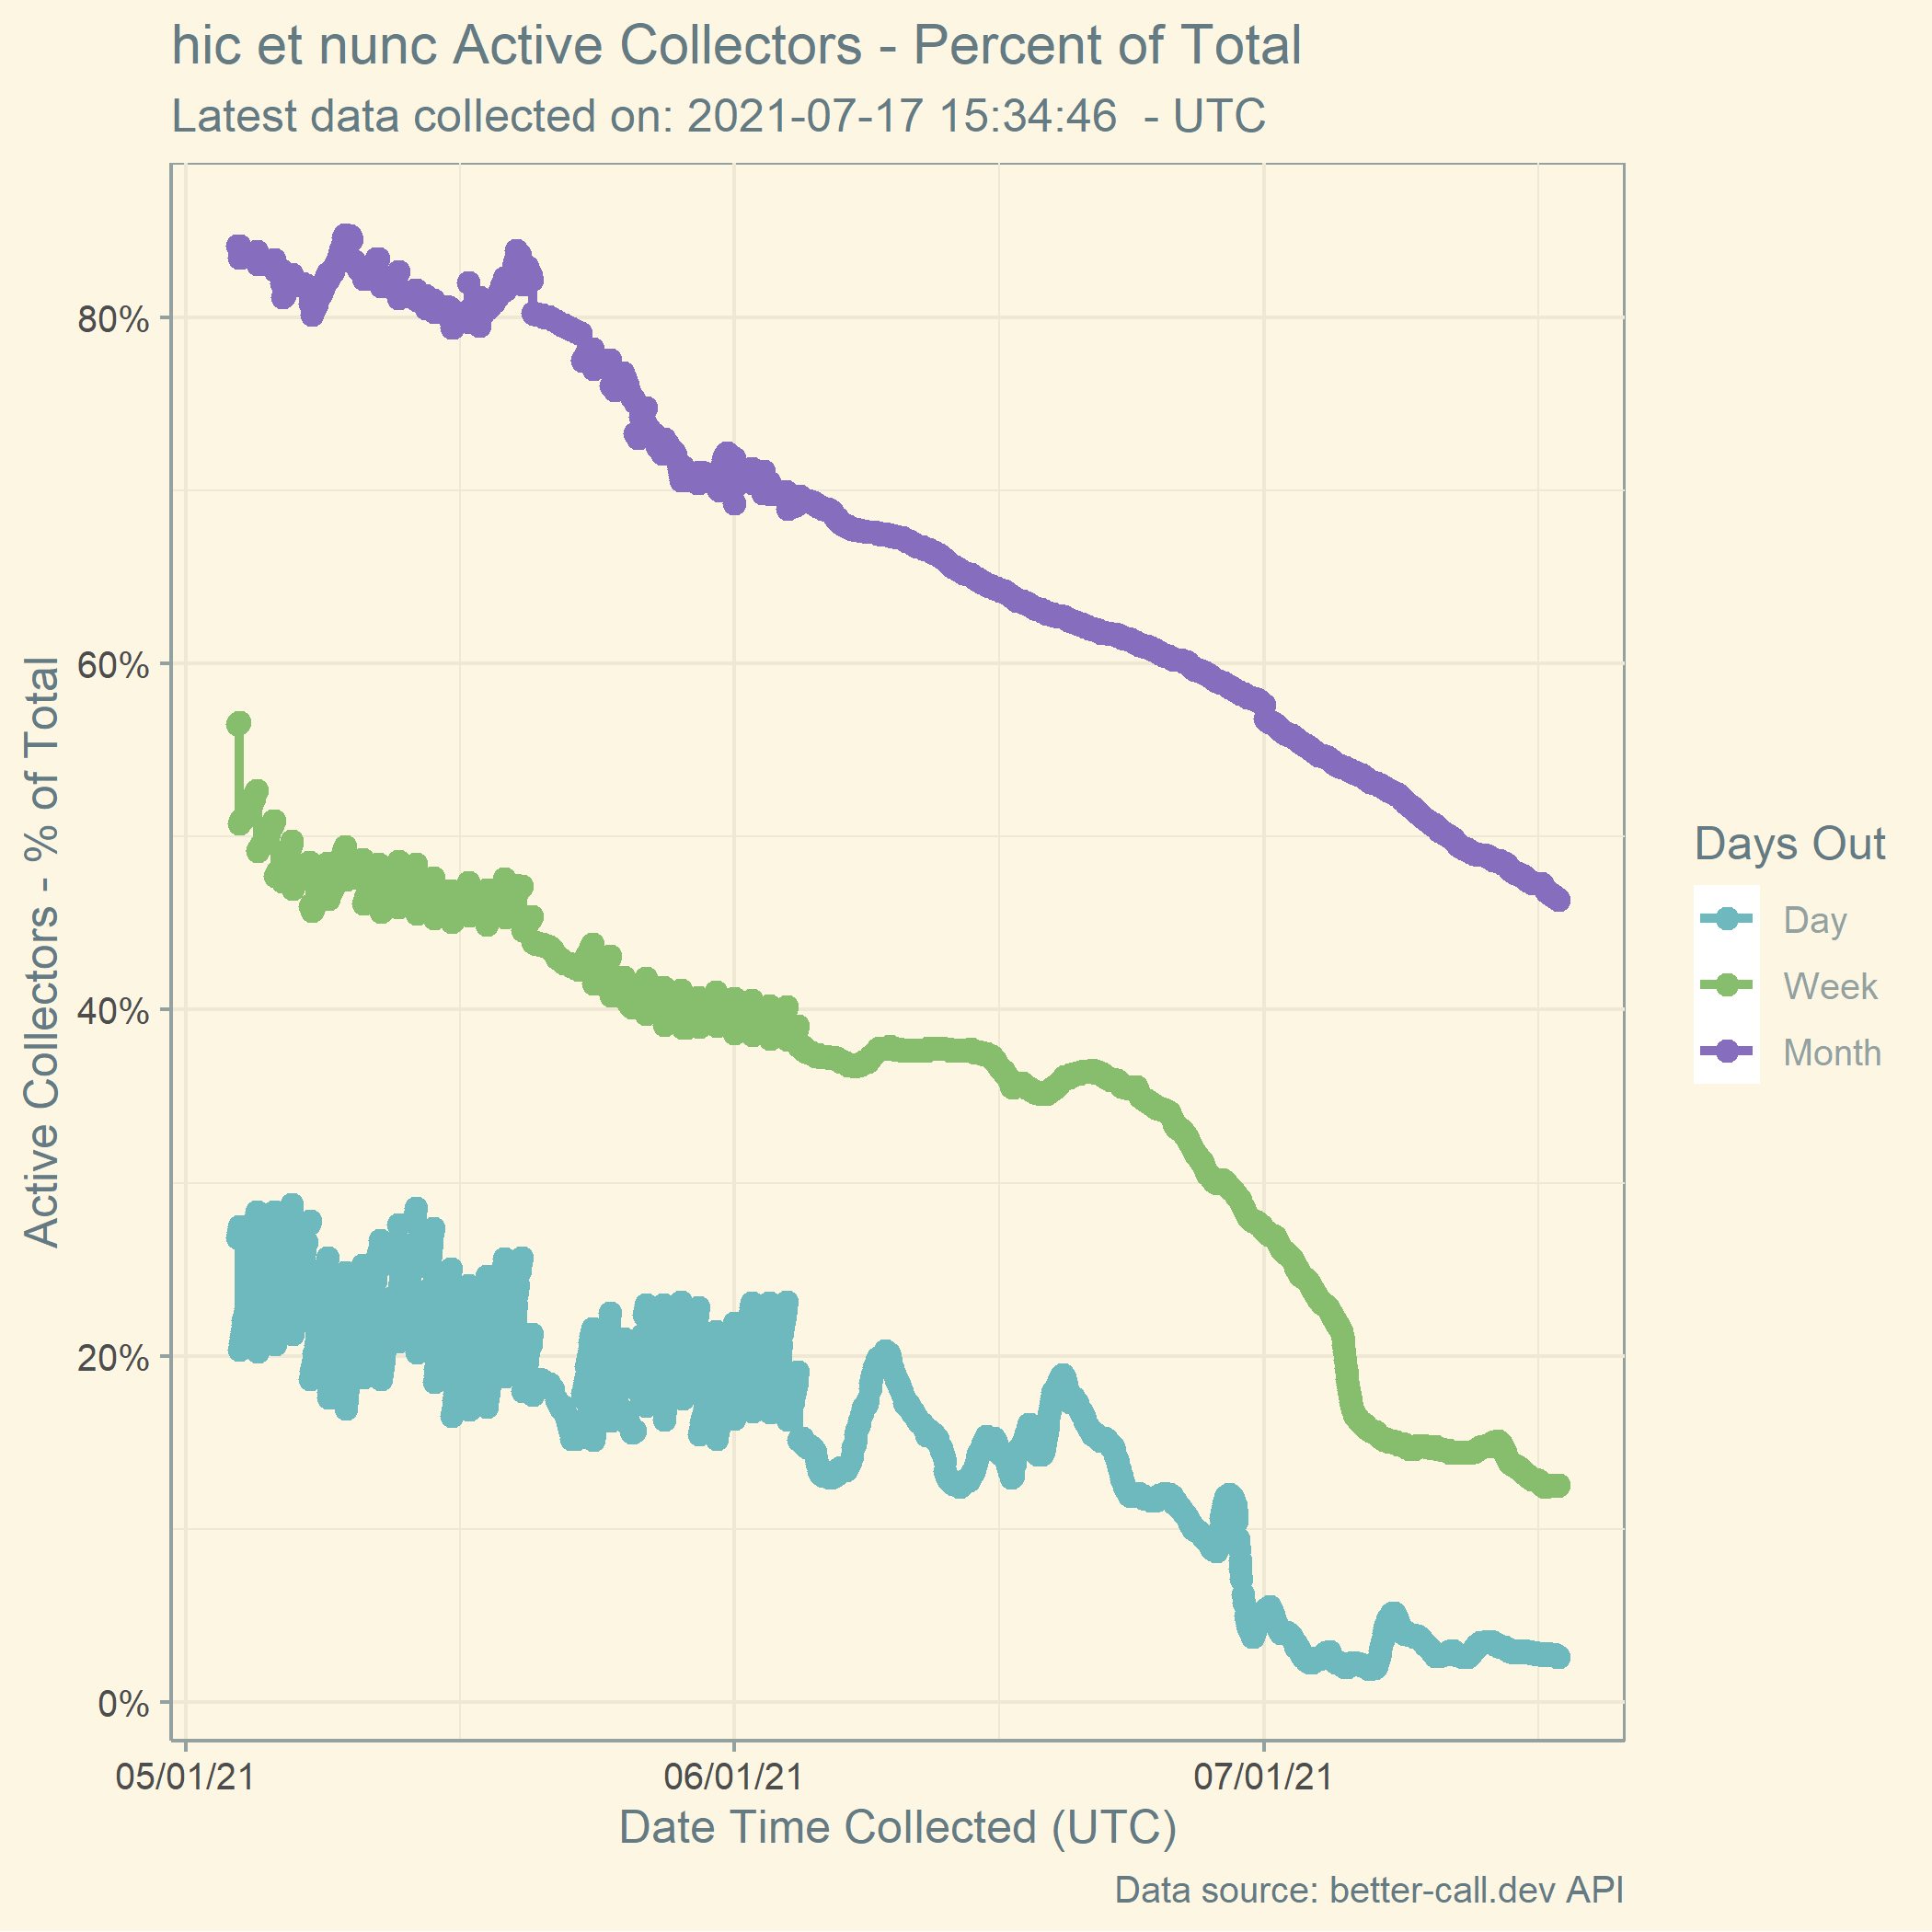 hic et nunc Active Collectors - Percent of Total
Latest data collected on: 2021-07-17 15:34:46  - UTC
Active Collectors - % of Total
80%
60%
40%
20%
0%
05/01/21
06/01/21
07/01/21
Date Time Collected (UTC)
Days Out
Day
Week
Month
Data source: better-call.dev API